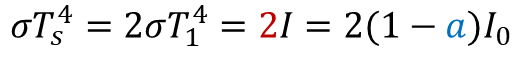 σT_s^4 = 2σT_1^4 = 2I = 2(1 − a)I_0